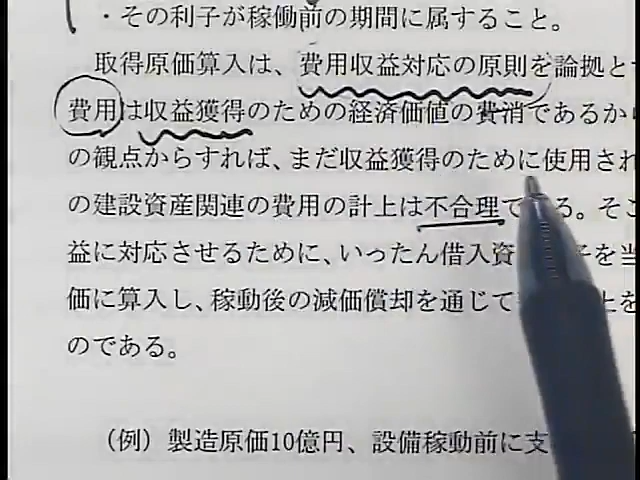 ・その利子が稼働前の期間に属すること。
取得原価算入は、費用収益対応の原則を論拠と
費用は収益獲得のための経済価値の費消であるか
の観点からすれば、まだ収益獲得のために使用さ
の建設資産関連の費用の計上は不合理である。そ
益に対応させるために、いったん借入資 を当
価に算入し、稼動後の減価償却を通じて 上を
のである。
（例）製造原価10億円、設備稼動前に支